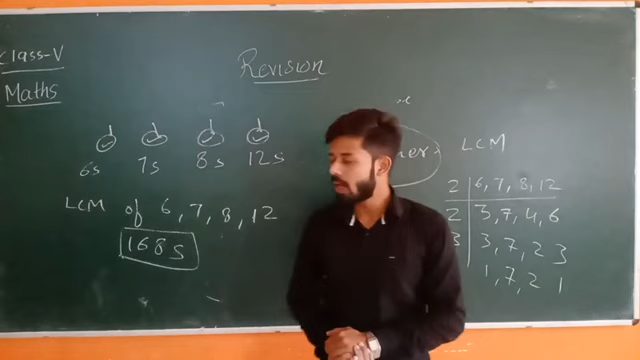 Class-V
Maths
Revision
6s 7s 8s 12s
LCM of 6, 7, 8, 12
168 s
LCM
2 6, 7, 8, 12
2 3, 7, 4, 6
3 3, 7, 2 3
1, 7, 2 1